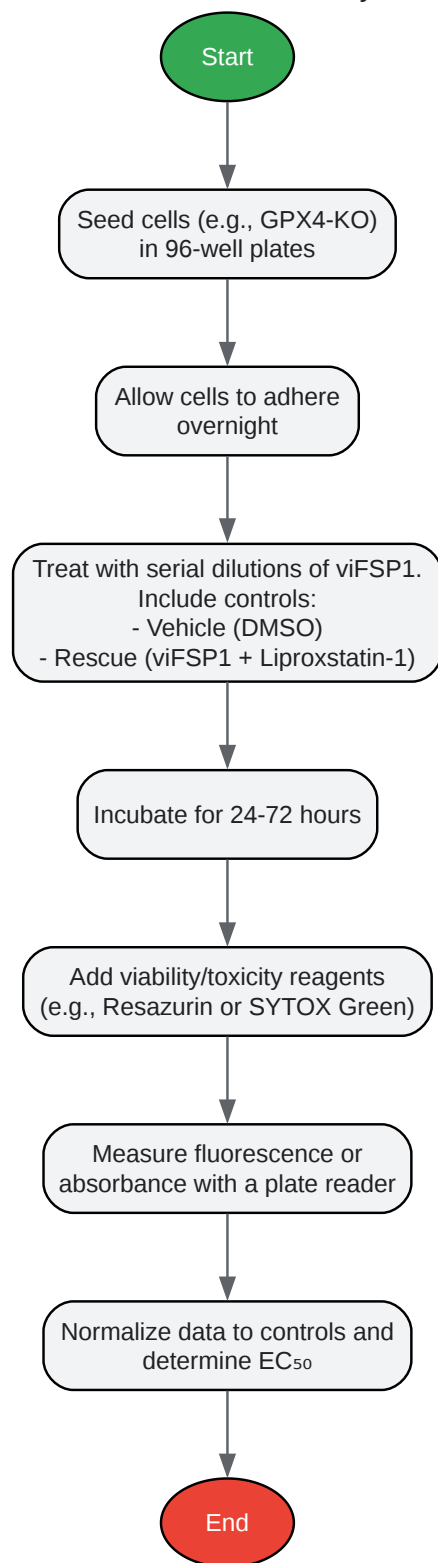 Start
Seed cells (e.g., GPX4-KO)
in 96-well plates
Allow cells to adhere
overnight
Treat with serial dilutions of viFSP1.
Include controls:
- Vehicle (DMSO)
- Rescue (viFSP1 + Liproxstatin-1)
Incubate for 24-72 hours
Add viability/toxicity reagents
(e.g., Resazurin or SYTOX Green)
Measure fluorescence or
absorbance with a plate reader
Normalize data to controls and
determine EC₅₀
End